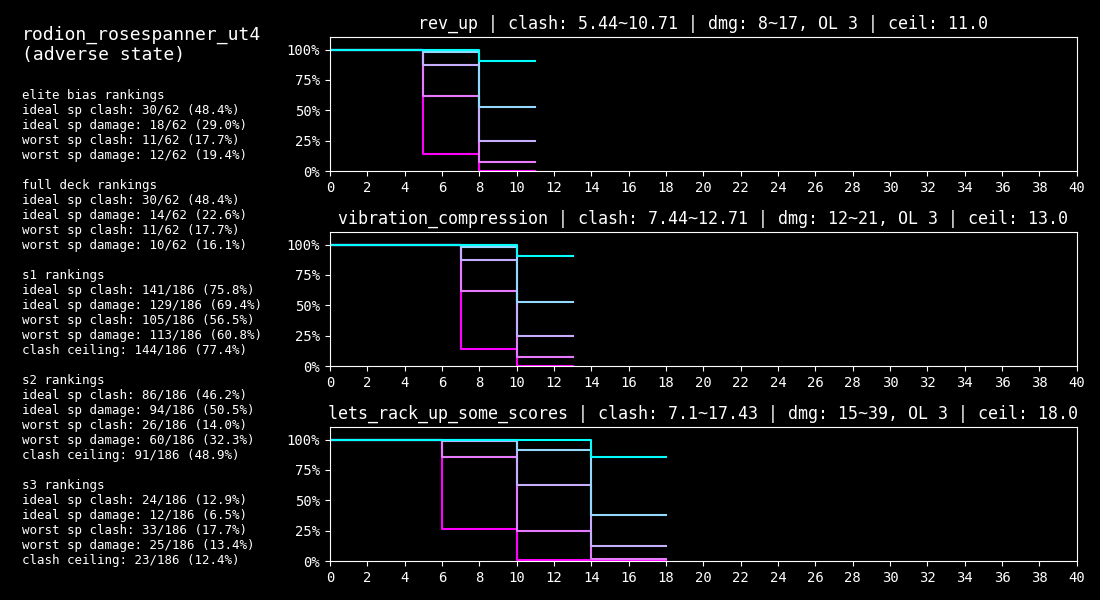 rodion_rosespanner_ut4
(adverse state)
elite bias rankings
ideal sp clash: 30/62 (48.4%)
ideal sp damage: 18/62 (29.0%)
worst sp clash: 11/62 (17.7%)
worst sp damage: 12/62 (19.4%)
full deck rankings
ideal sp clash: 30/62 (48.4%)
ideal sp damage: 14/62 (22.6%)
worst sp clash: 11/62 (17.7%)
worst sp damage: 10/62 (16.1%)
s1 rankings
ideal sp clash: 141/186 (75.8%)
ideal sp damage: 129/186 (69.4%)
worst sp clash: 105/186 (56.5%)
worst sp damage: 113/186 (60.8%)
clash ceiling: 144/186 (77.4%)
s2 rankings
ideal sp clash: 86/186 (46.2%)
ideal sp damage: 94/186 (50.5%)
worst sp clash: 26/186 (14.0%)
worst sp damage: 60/186 (32.3%)
clash ceiling: 91/186 (48.9%)
s3 rankings
ideal sp clash: 24/186 (12.9%)
ideal sp damage: 12/186 (6.5%)
worst sp clash: 33/186 (17.7%)
worst sp damage: 25/186 (13.4%)
clash ceiling: 23/186 (12.4%)
rev_up | clash: 5.44~10.71 | dmg: 8~17, OL 3 | ceil: 11.0
100%
75%
50%
25%
0%
0 2 4 6 8 10 12 14 16 18 20 22 24 26 28 30 32 34 36 38 40
vibration_compression | clash: 7.44~12.71 | dmg: 12~21, OL 3 | ceil: 13.0
100%
75%
50%
25%
0%
0 2 4 6 8 10 12 14 16 18 20 22 24 26 28 30 32 34 36 38 40
lets_rack_up_some_scores | clash: 7.1~17.43 | dmg: 15~39, OL 3 | ceil: 18.0
100%
75%
50%
25%
0%
0 2 4 6 8 10 12 14 16 18 20 22 24 26 28 30 32 34 36 38 40